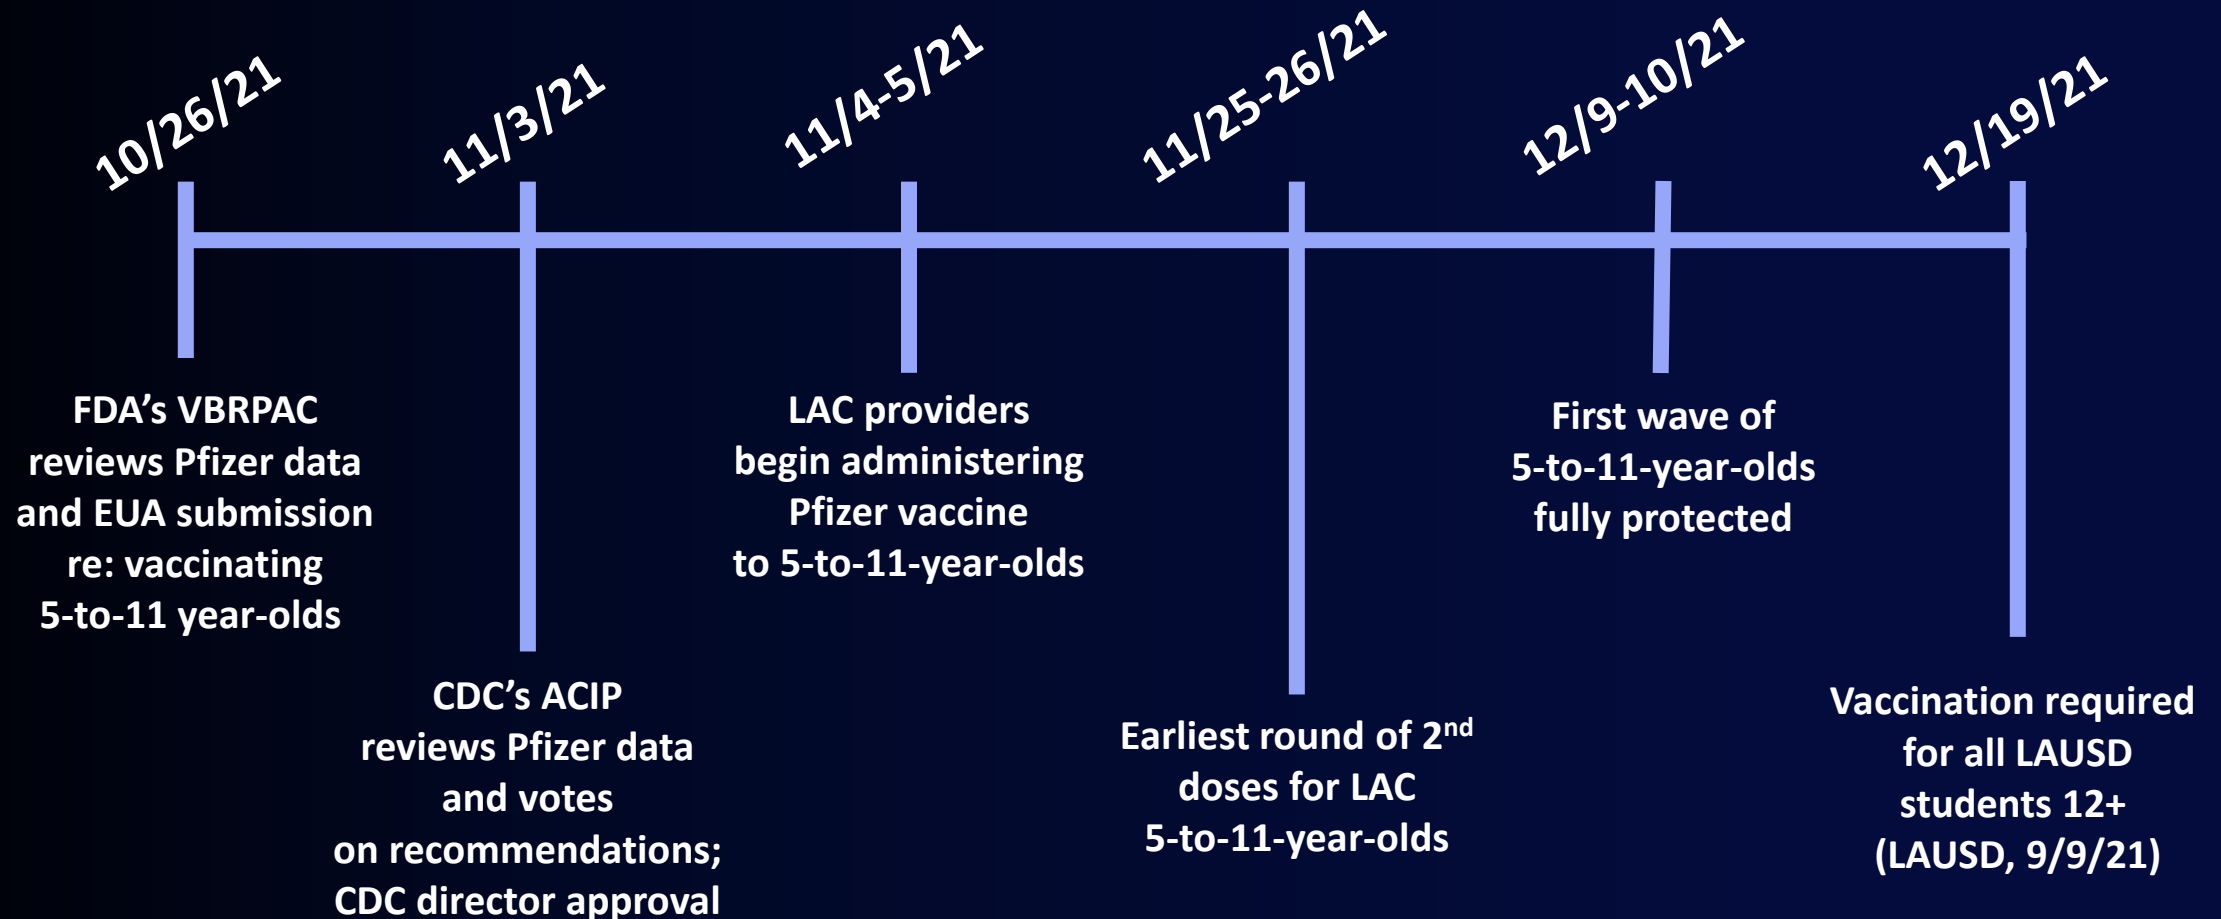 10/26/21
11/3/21
11/4-5/21
11/25-26/21
12/9-10/21
12/19/21
FDA’s VBRPAC
reviews Pfizer data
and EUA submission
re: vaccinating
5-to-11 year-olds
CDC’s ACIP
reviews Pfizer data
and votes
on recommendations;
CDC director approval
LAC providers
begin administering
Pfizer vaccine
to 5-to-11-year-olds
Earliest round of 2nd
doses for LAC
5-to-11-year-olds
First wave of
5-to-11-year-olds
fully protected
Vaccination required
for all LAUSD
students 12+
(LAUSD, 9/9/21)